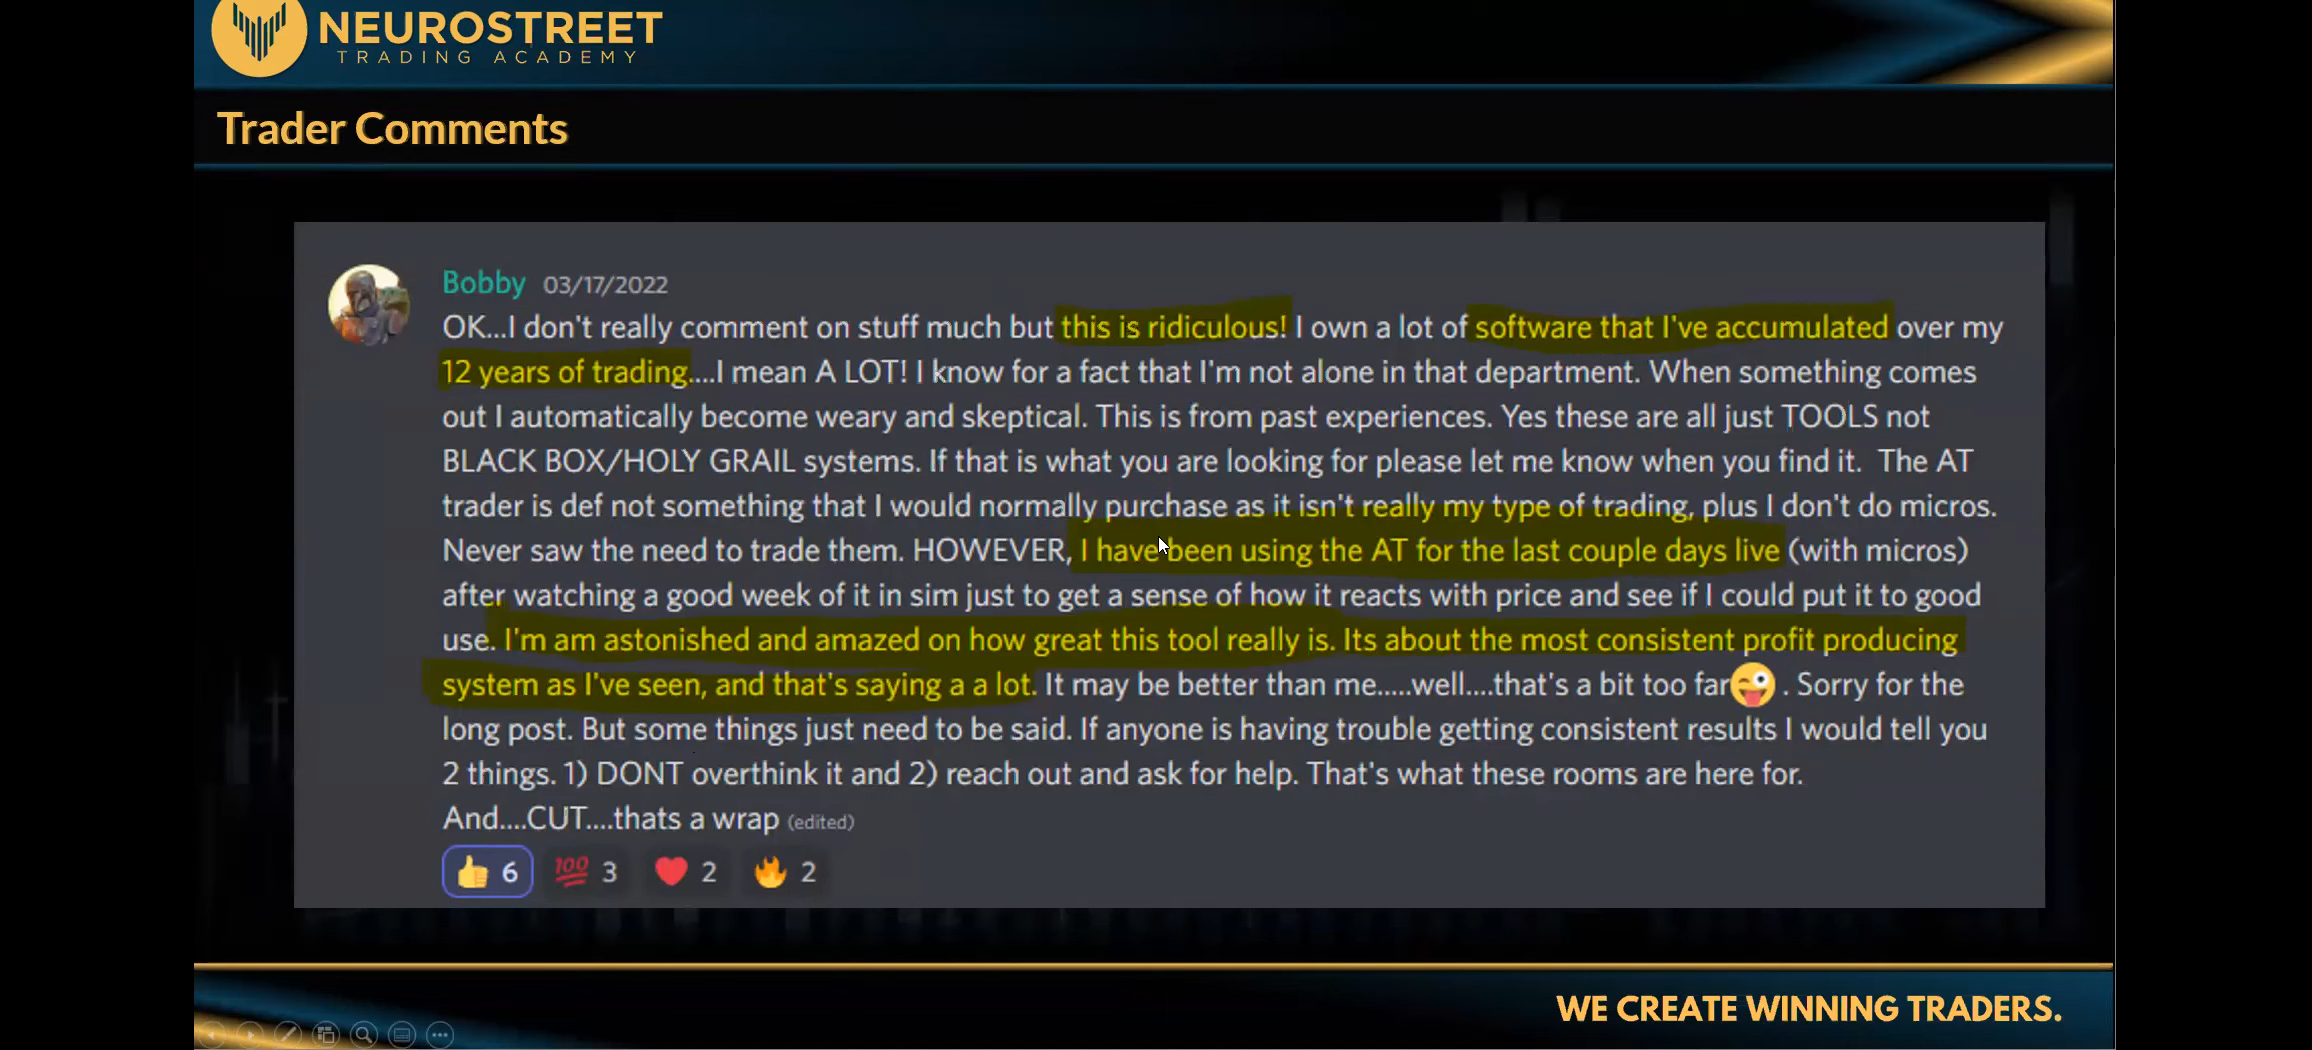 NEUROSTREET
TRADING ACADEMY
Trader Comments
Bobby 03/17/2022
OK...I don't really comment on stuff much but this is ridiculous! I own a lot of software that I've accumulated over my
12 years of trading....I mean A LOT! I know for a fact that I'm not alone in that department. When something comes
out I automatically become weary and skeptical. This is from past experiences. Yes these are all just TOOLS not
BLACK BOX/HOLY GRAIL systems. If that is what you are looking for please let me know when you find it. The AT
trader is def not something that I would normally purchase as it isn't really my type of trading, plus I don't do micros.
Never saw the need to trade them. HOWEVER, I have been using the AT for the last couple days live (with micros)
after watching a good week of it in sim just to get a sense of how it reacts with price and see if I could put it to good
use. I'm am astonished and amazed on how great this tool really is. Its about the most consistent profit producing
system as I've seen, and that's saying a a lot. It may be better than me.....well....that's a bit too far😜. Sorry for the
long post. But some things just need to be said. If anyone is having trouble getting consistent results I would tell you
2 things. 1) DONT overthink it and 2) reach out and ask for help. That's what these rooms are here for.
And....CUT....thats a wrap (edited)
👍 6 💯 3 ❤️ 2 🔥 2
WE CREATE WINNING TRADERS.